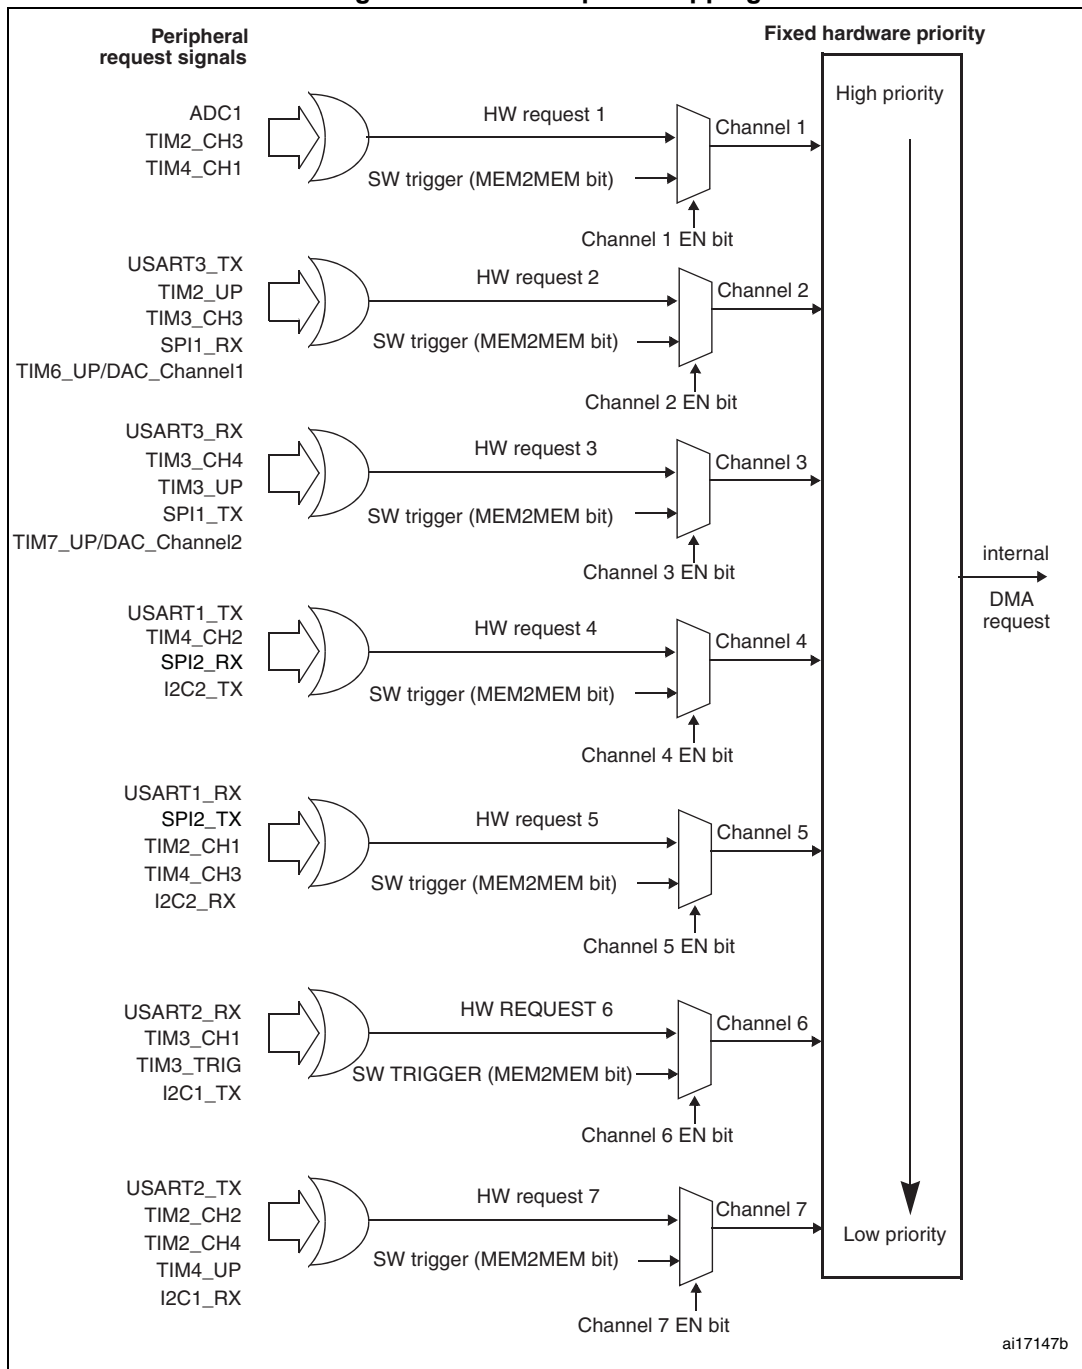 Peripheral
request signals
Fixed hardware priority
High priority
ADC1
TIM2_CH3
TIM4_CH1
HW request 1
SW trigger (MEM2MEM bit)
Channel 1
Channel 1 EN bit
USART3_TX
TIM2_UP
TIM3_CH3
SPI1_RX
TIM6_UP/DAC_Channel1
HW request 2
SW trigger (MEM2MEM bit)
Channel 2
Channel 2 EN bit
USART3_RX
TIM3_CH4
TIM3_UP
SPI1_TX
TIM7_UP/DAC_Channel2
HW request 3
SW trigger (MEM2MEM bit)
Channel 3
Channel 3 EN bit
internal
DMA
request
USART1_TX
TIM4_CH2
SPI2_RX
I2C2_TX
HW request 4
SW trigger (MEM2MEM bit)
Channel 4
Channel 4 EN bit
USART1_RX
SPI2_TX
TIM2_CH1
TIM4_CH3
I2C2_RX
HW request 5
SW trigger (MEM2MEM bit)
Channel 5
Channel 5 EN bit
USART2_RX
TIM3_CH1
TIM3_TRIG
I2C1_TX
HW REQUEST 6
SW TRIGGER (MEM2MEM bit)
Channel 6
Channel 6 EN bit
USART2_TX
TIM2_CH2
TIM2_CH4
TIM4_UP
I2C1_RX
HW request 7
SW trigger (MEM2MEM bit)
Channel 7
Channel 7 EN bit
Low priority
ai17147b